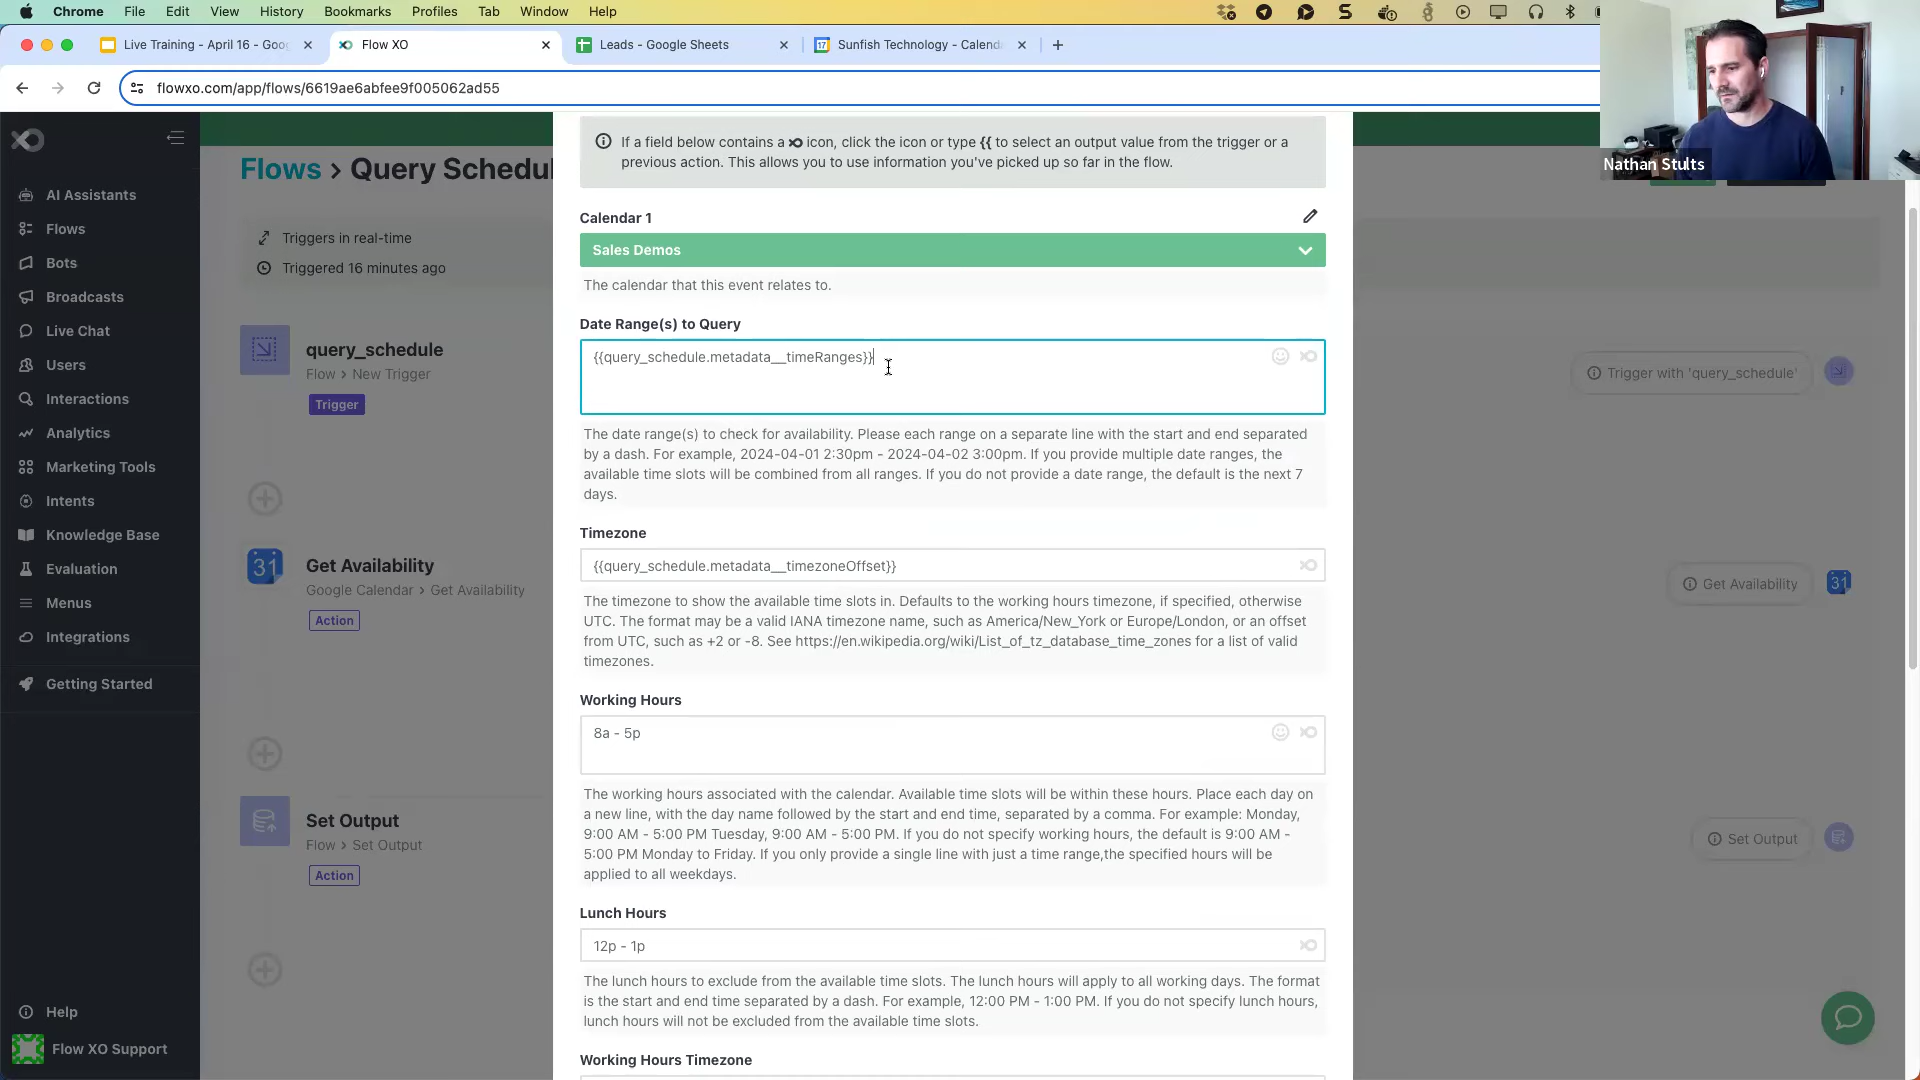 Chrome File Edit View History Bookmarks Profiles Tab Window Help
Live Training - April 16 - Goog
Flow XO
Leads - Google Sheets
Sunfish Technology - Calend
flowxo.com/app/flows/6619ae6abfee9f005062ad55
Nathan Stults
AI Assistants
Flows
Bots
Broadcasts
Live Chat
Users
Interactions
Analytics
Marketing Tools
Intents
Knowledge Base
Evaluation
Menus
Integrations
Getting Started
Help
Flow XO Support
Flows > Query Schedul
Triggers in real-time
Triggered 16 minutes ago
query_schedule
Flow > New Trigger
Trigger
31
Get Availability
Google Calendar > Get Availability
Action
Set Output
Flow > Set Output
Action
If a field below contains a XO icon, click the icon or type {{ to select an output value from the trigger or a
previous action. This allows you to use information you've picked up so far in the flow.
Calendar 1
Sales Demos
The calendar that this event relates to.
Date Range(s) to Query
{{query_schedule.metadata__timeRanges}}
The date range(s) to check for availability. Please each range on a separate line with the start and end separated
by a dash. For example, 2024-04-01 2:30pm - 2024-04-02 3:00pm. If you provide multiple date ranges, the
available time slots will be combined from all ranges. If you do not provide a date range, the default is the next 7
days.
Timezone
{{query_schedule.metadata__timezoneOffset}}
The timezone to show the available time slots in. Defaults to the working hours timezone, if specified, otherwise
UTC. The format may be a valid IANA timezone name, such as America/New_York or Europe/London, or an offset
from UTC, such as +2 or -8. See https://en.wikipedia.org/wiki/List_of_tz_database_time_zones for a list of valid
timezones.
Working Hours
8a - 5p
The working hours associated with the calendar. Available time slots will be within these hours. Place each day on
a new line, with the day name followed by the start and end time, separated by a comma. For example: Monday,
9:00 AM - 5:00 PM Tuesday, 9:00 AM - 5:00 PM. If you do not specify working hours, the default is 9:00 AM -
5:00 PM Monday to Friday. If you only provide a single line with just a time range,the specified hours will be
applied to all weekdays.
Lunch Hours
12p - 1p
The lunch hours to exclude from the available time slots. The lunch hours will apply to all working days. The format
is the start and end time separated by a dash. For example, 12:00 PM - 1:00 PM. If you do not specify lunch hours,
lunch hours will not be excluded from the available time slots.
Working Hours Timezone
Trigger with 'query_schedule'
Get Availability
31
Set Output